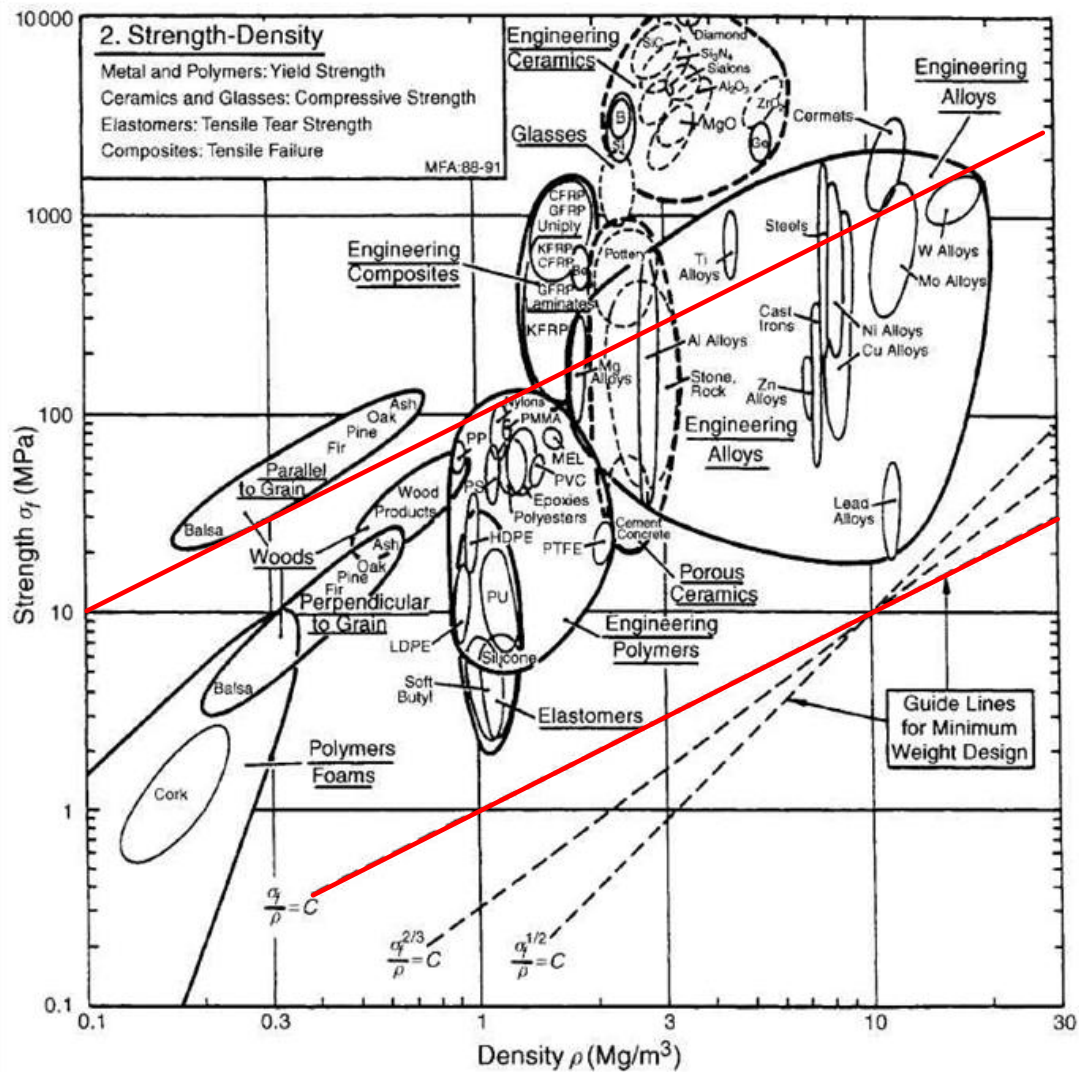 2. Strength-Density
Metal and Polymers: Yield Strength
Ceramics and Glasses: Compressive Strength
Elastomers: Tensile Tear Strength
Composites: Tensile Failure
MFA:88-91
Engineering
Ceramics
Glasses
SiC
Diamond
Si₃N₄
Sialons
Al₂O₃
ZrO₂
MgO
B
Si
Ge
Cermets
Engineering
Alloys
Engineering
Composites
CFRP
GFRP
Uniply
KFRP
CFRP
Be
GFRP
Laminates
KFRP
Pottery
Ti
Alloys
Steels
W Alloys
Mo Alloys
Cast
Irons
Ni Alloys
Cu Alloys
Al Alloys
Mg
Alloys
Stone,
Rock
Zn
Alloys
Engineering
Alloys
Lead
Alloys
Ash
Oak
Pine
Fir
Parallel
to Grain
Balsa
Wood
Products
Woods
Ash
Oak
Pine
Fir
Perpendicular
to Grain
Balsa
Nylons
PMMA
PP
MEL
PS
PVC
Epoxies
Polyesters
HDPE
PTFE
Cement
Concrete
Porous
Ceramics
PU
LDPE
Engineering
Polymers
Silicone
Soft
Butyl
Elastomers
Polymers
Foams
Cork
Guide Lines
for Minimum
Weight Design
σf/ρ = C
σf^2/3/ρ = C
σf^1/2/ρ = C
10000
1000
100
10
1
0.1
Strength σf (MPa)
0.1 0.3 1 3 10 30
Density ρ (Mg/m³)